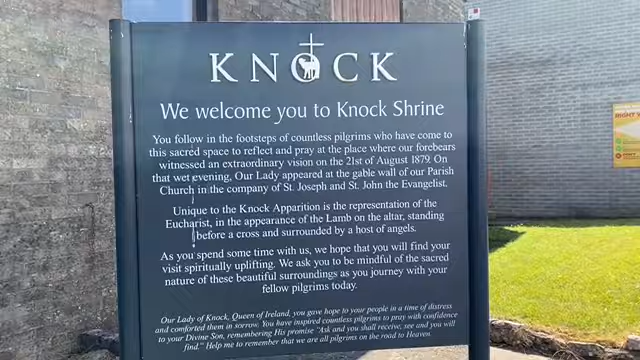 KNOCK
We welcome you to Knock Shrine
You follow in the footsteps of countless pilgrims who have come to
this sacred space to reflect and pray at the place where our forebears
witnessed an extraordinary vision on the 21st of August 1879. On
that wet evening, Our Lady appeared at the gable wall of our Parish
Church in the company of St. Joseph and St. John the Evangelist.
Unique to the Knock Apparition is the representation of the
Eucharist, in the appearance of the Lamb on the altar, standing
before a cross and surrounded by a host of angels.
As you spend some time with us, we hope that you will find your
visit spiritually uplifting. We ask you to be mindful of the sacred
nature of these beautiful surroundings as you journey with your
fellow pilgrims today.
Our Lady of Knock, Queen of Ireland, you gave hope to your people in a time of distress
and comforted them in sorrow. You have inspired countless pilgrims to pray with confidence
to your Divine Son, remembering His promise "Ask and you shall receive, seek and you will
find." Help me to remember that we are all pilgrims on the road to Heaven.
RIGHT